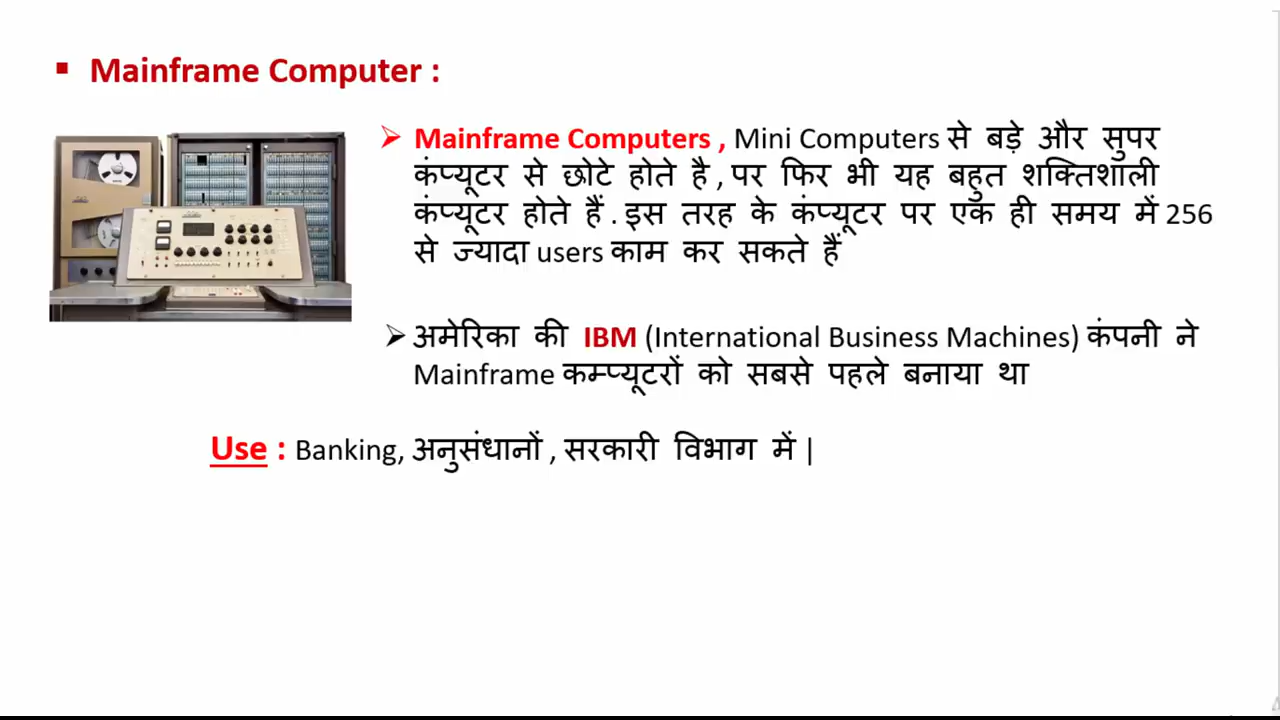 ▪ Mainframe Computer :
➢ Mainframe Computers , Mini Computers से बड़े और सुपर
कंप्यूटर से छोटे होते है , पर फिर भी यह बहुत शक्तिशाली
कंप्यूटर होते हैं . इस तरह के कंप्यूटर पर एक ही समय में 256
से ज्यादा users काम कर सकते हैं
➢ अमेरिका की IBM (International Business Machines) कंपनी ने
Mainframe कम्प्यूटरों को सबसे पहले बनाया था
Use : Banking, अनुसंधानों , सरकारी विभाग में |